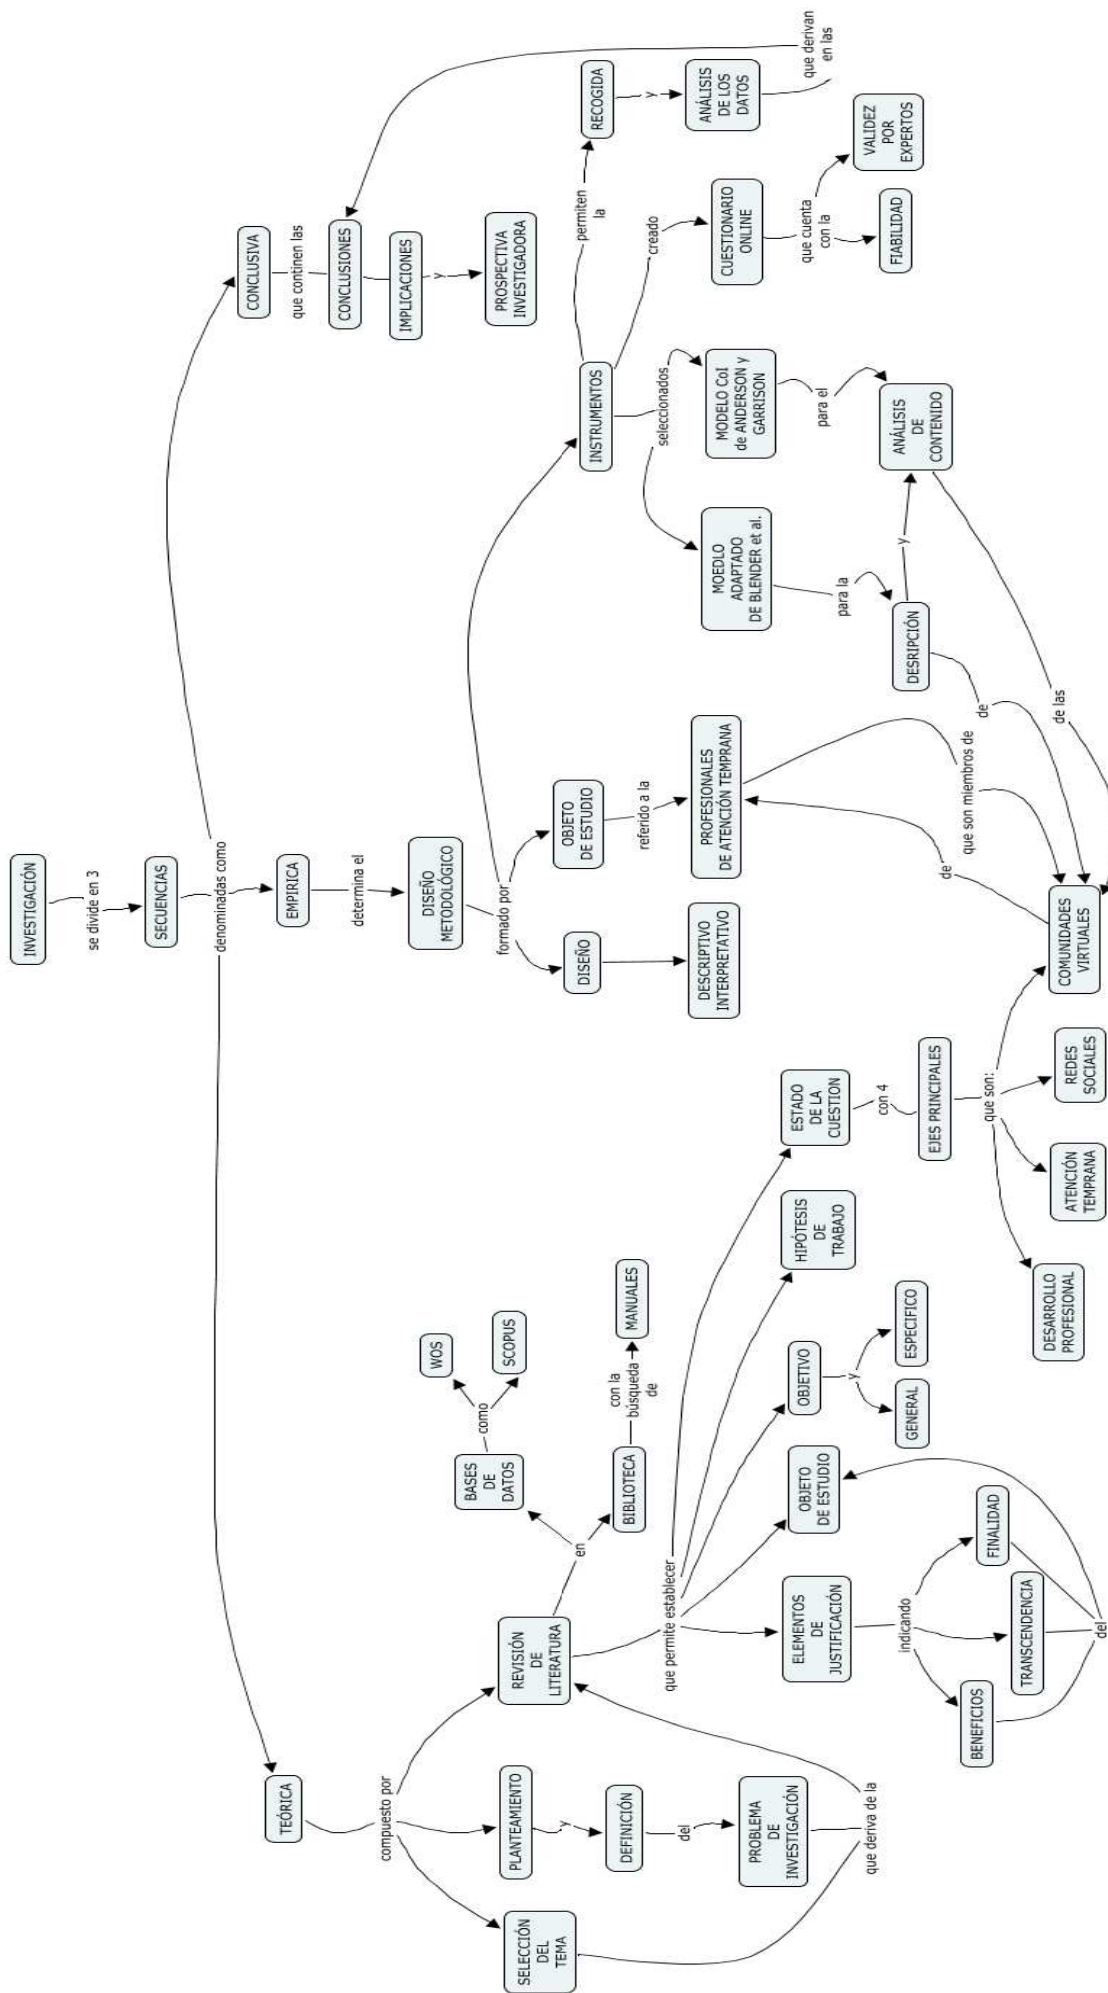 INVESTIGACIÓN
se divide en 3
SECUENCIAS
denominadas como
TEÓRICA
compuesto por
SELECCIÓN
DEL
TEMA
PLANTEAMIENTO
y
DEFINICIÓN
del
PROBLEMA
DE
INVESTIGACIÓN
que deriva de la
REVISIÓN
DE
LITERATURA
en
BASES
DE
DATOS
como
WOS
SCOPUS
BIBLIOTECA
con la
búsqueda
de
MANUALES
que permite establecer
ELEMENTOS
DE
JUSTIFICACIÓN
indicando
BENEFICIOS
TRANSCENDENCIA
FINALIDAD
del
OBJETO
DE ESTUDIO
OBJETIVO
y
GENERAL
ESPECIFICO
HIPÓTESIS
DE
TRABAJO
ESTADO
DE LA
CUESTION
con 4
EJES PRINCIPALES
que son:
DESARROLLO
PROFESIONAL
ATENCIÓN
TEMPRANA
REDES
SOCIALES
COMUNIDADES
VIRTUALES
EMPIRICA
determina el
DISEÑO
METODOLÓGICO
formado por
DISEÑO
DESCRIPTIVO
INTERPRETATIVO
OBJETO
DE ESTUDIO
referido a la
PROFESIONALES
DE ATENCIÓN TEMPRANA
de
que son miembros de
INSTRUMENTOS
seleccionados
MOEDLO
ADAPTADO
DE BLENDER et al.
para la
DESRIPCIÓN
y
de
MODELO CoI
de ANDERSON y
GARRISON
para el
ANÁLISIS
DE
CONTENIDO
de las
creado
CUESTIONARIO
ONLINE
que cuenta
con la
FIABILIDAD
VALIDEZ
POR
EXPERTOS
permiten
la
RECOGIDA
y
ANÁLISIS
DE LOS
DATOS
que derivan
en las
CONCLUSIVA
que continen las
CONCLUSIONES
IMPLICACIONES
y
PROSPECTIVA
INVESTIGADORA